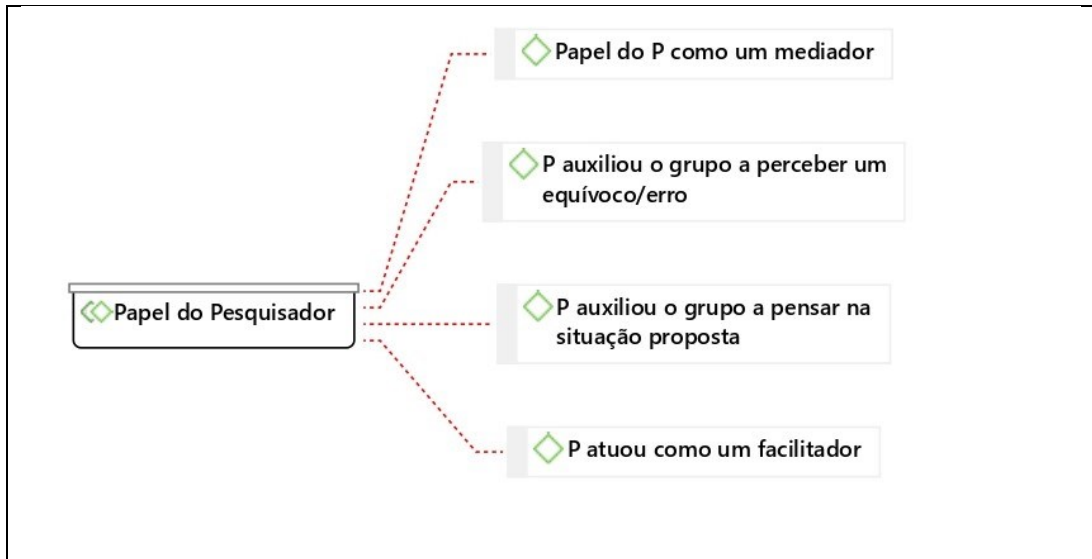 Papel do P como um mediador
P auxiliou o grupo a perceber um
equívoco/erro
Papel do Pesquisador
P auxiliou o grupo a pensar na
situação proposta
P atuou como um facilitador